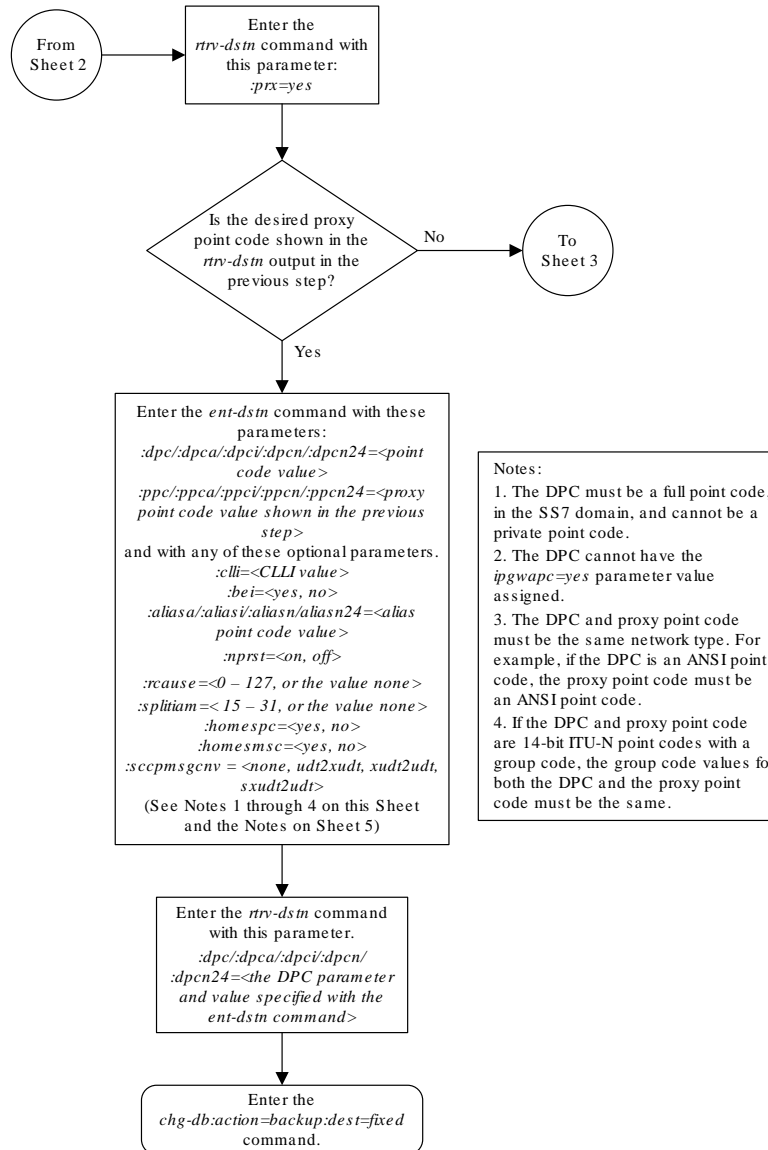 From
Sheet 2
Enter the
rtrv-dstn command with
this parameter:
:prx=yes
Is the desired proxy
point code shown in the
rtrv-dstn output in the
previous step?
No
To
Sheet 3
Yes
Enter the ent-dstn command with these
parameters:
:dpc/:dpca/:dpci/:dpcn/:dpcn24=<point
code value>
:ppc/:ppca/:ppci/:ppcn/:ppcn24=<proxy
point code value shown in the previous
step>
and with any of these optional parameters.
:clli=<CLLI value>
:bei=<yes, no>
:aliasa/:aliasi/:aliasn/aliasn24=<alias
point code value>
:nprst=<on, off>
:rcause=<0 – 127, or the value none>
:splitiam=< 15 – 31, or the value none>
:homespc=<yes, no>
:homesmsc=<yes, no>
:sccpmsgcnv = <none, udt2xudt, xudt2udt,
sxudt2udt>
(See Notes 1 through 4 on this Sheet
and the Notes on Sheet 5)
Notes:
1. The DPC must be a full point code,
in the SS7 domain, and cannot be a
private point code.
2. The DPC cannot have the
ipgwapc=yes parameter value
assigned.
3. The DPC and proxy point code
must be the same network type. For
example, if the DPC is an ANSI point
code, the proxy point code must be
an ANSI point code.
4. If the DPC and proxy point code
are 14-bit ITU-N point codes with a
group code, the group code values fo
both the DPC and the proxy point
code must be the same.
Enter the rtrv-dstn command
with this parameter.
:dpc/:dpca/:dpci/:dpcn/
:dpcn24=<the DPC parameter
and value specified with the
ent-dstn command>
Enter the
chg-db:action=backup:dest=fixed
command.